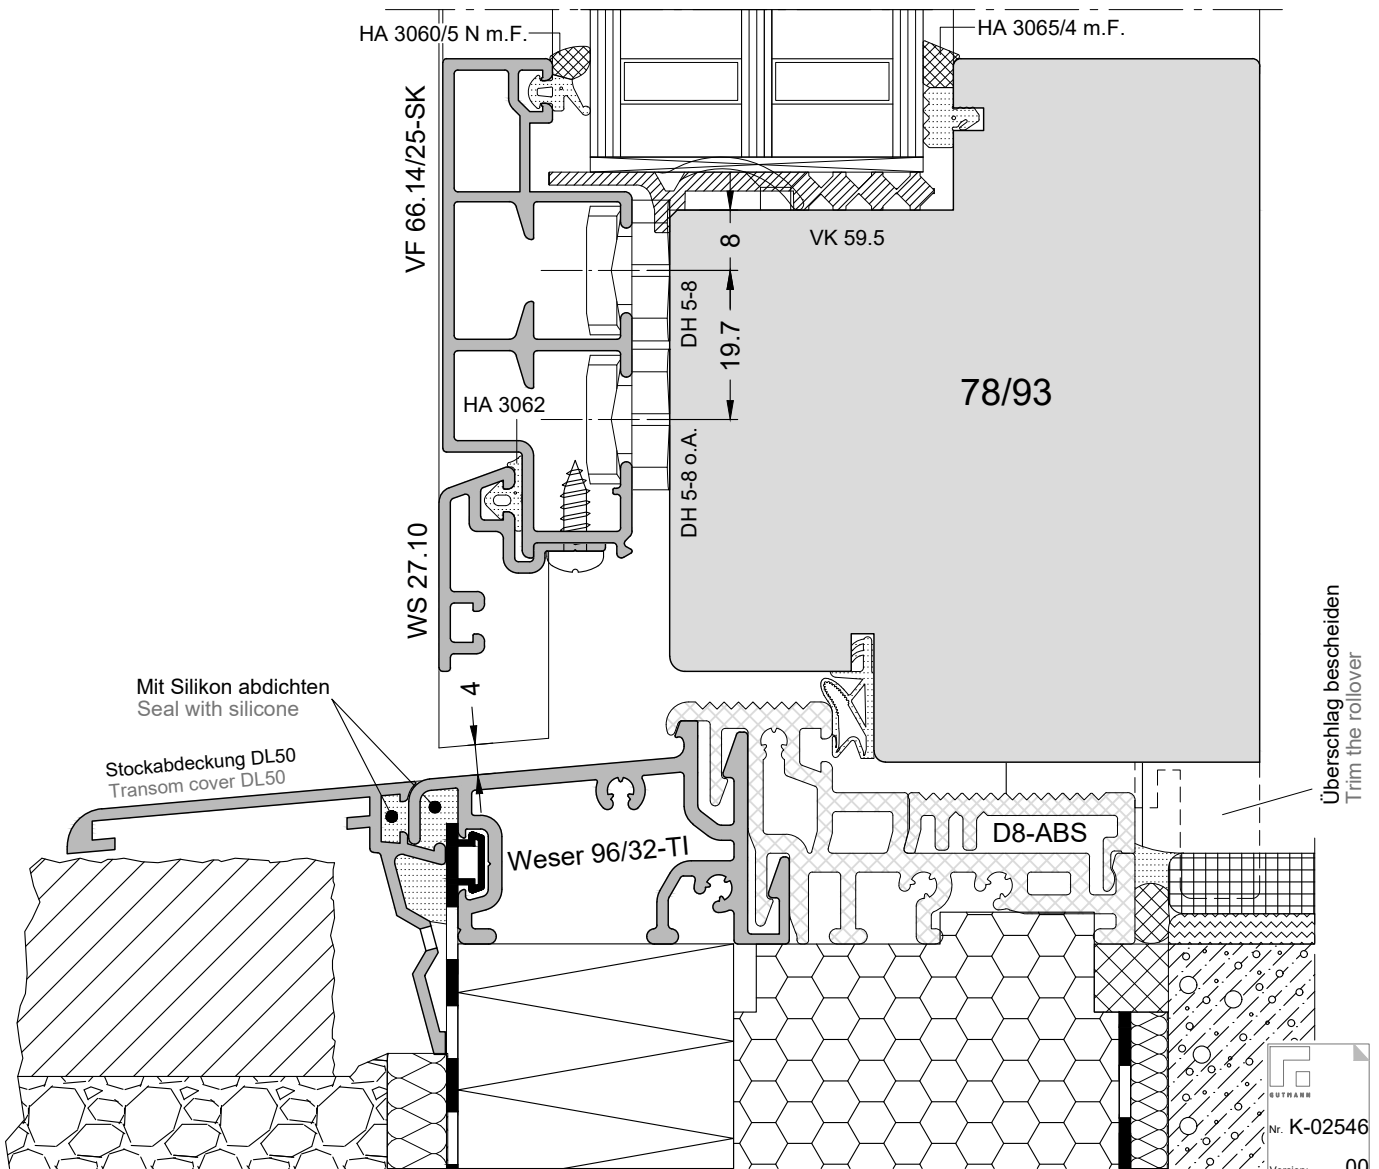 HA 3060/5 N m.F.
HA 3065/4 m.F.
VF 66.14/25-SK
8
VK 59.5
DH 5-8
19.7
78/93
HA 3062
DH 5-8 o.A.
WS 27.10
Überschlag bescheiden
Trim the rollover
Mit Silikon abdichten
Seal with silicone
4
Stockabdeckung DL50
Transom cover DL50
Weser 96/32-TI
D8-ABS
GUTMANN
Nr. K-02546
00